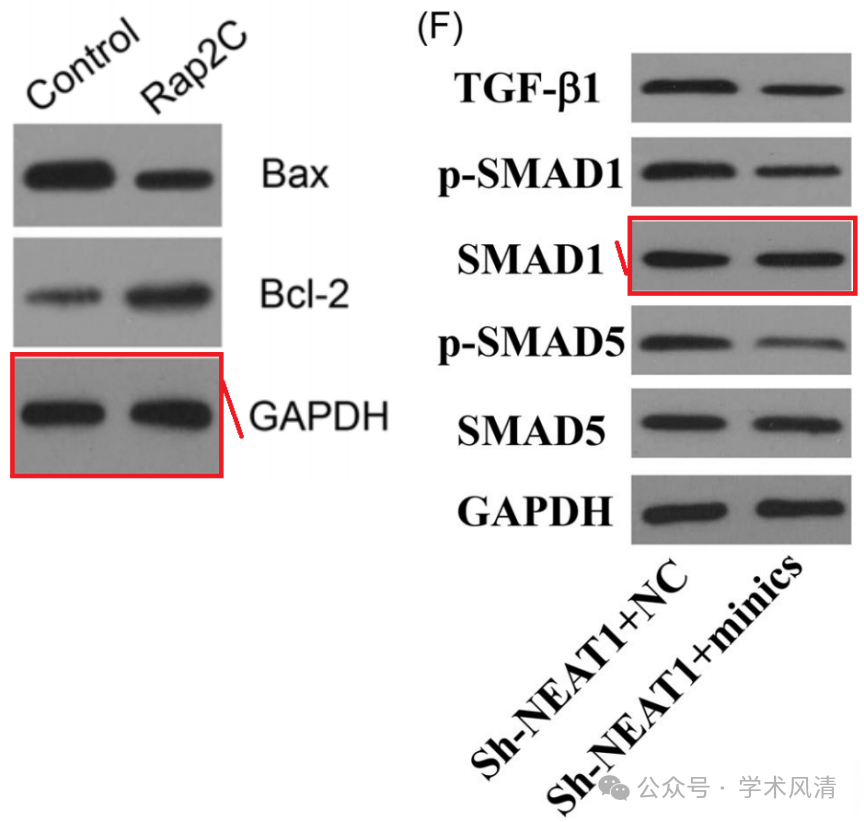 Control
Rap2C
Bax
Bcl-2
GAPDH
(F)
TGF-β1
p-SMAD1
SMAD1
p-SMAD5
SMAD5
GAPDH
Sh-NEAT1+NC
Sh-NEAT1+minics
公众号 · 学术风清